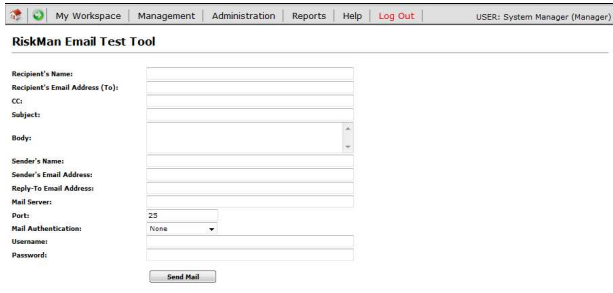 My Workspace | Management | Administration | Reports | Help | Log Out | USER: System Manager (Manager)
RiskMan Email Test Tool
Recipient's Name:
Recipient's Email Address (To):
CC:
Subject:
Body:
Sender's Name:
Sender's Email Address:
Reply-To Email Address:
Mail Server:
Port: 25
Mail Authentication: None
Username:
Password:
Send Mail